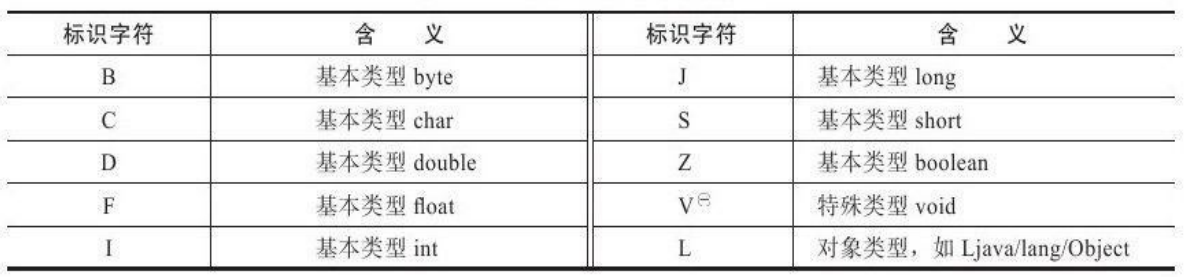 标识字符 含 义 标识字符 含 义
B 基本类型 byte J 基本类型 long
C 基本类型 char S 基本类型 short
D 基本类型 double Z 基本类型 boolean
F 基本类型 float V㊀ 特殊类型 void
I 基本类型 int L 对象类型，如 Ljava/lang/Object